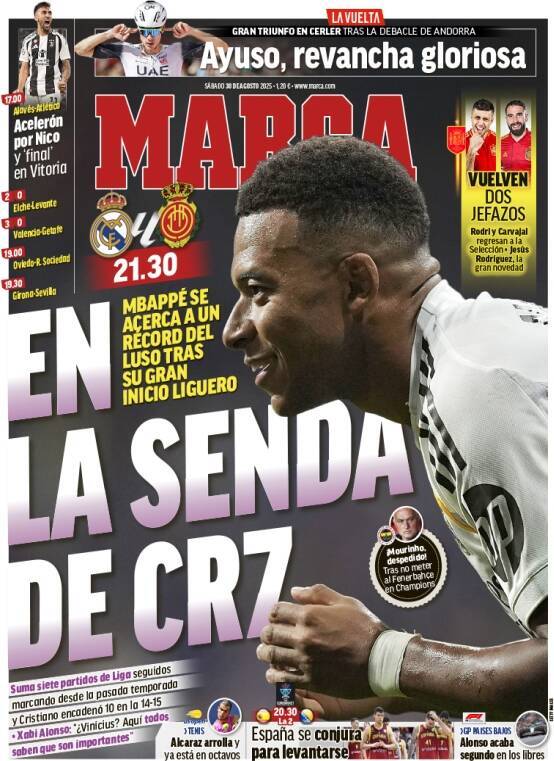 LA VUELTA
GRAN TRIUNFO EN CERLER TRAS LA DEBACLE DE ANDORRA
Ayuso, revancha gloriosa
UAE
SÁBADO 30 DE AGOSTO 2025 • 1,20 € • www.marca.com
MARCA
17.00
Alavés-Atlético
Acelerón
por Nico
y 'final'
en Vitoria
2 0
Elche-Levante
3 0
Valencia-Getafe
19.00
Oviedo-R. Sociedad
19.30
Girona-Sevilla
21.30
VUELVEN
DOS
JEFAZOS
Rodri y Carvajal
regresan a la
Selección • Jesús
Rodríguez, la
gran novedad
MBAPPÉ SE
ACERCA A UN
RÉCORD DEL
LUSO TRAS
SU GRAN
INICIO LIGUERO
EN
LA SENDA
DE CR7
hp
¡Mourinho,
despedido!
Tras no meter
al Fenerbahçe
en Champions
Suma siete partidos de Liga seguidos
marcando desde la pasada temporada
y Cristiano encadenó 10 en la 14-15
• Xabi Alonso: "¿Vinicius? Aquí todos
saben que son importantes"
TENIS
Alcaraz arrolla y
ya está en octavos
20.30
La 2
España se conjura
para levantarse
F1
>GP PAISES BAJOS
Alonso acaba
segundo en los libres